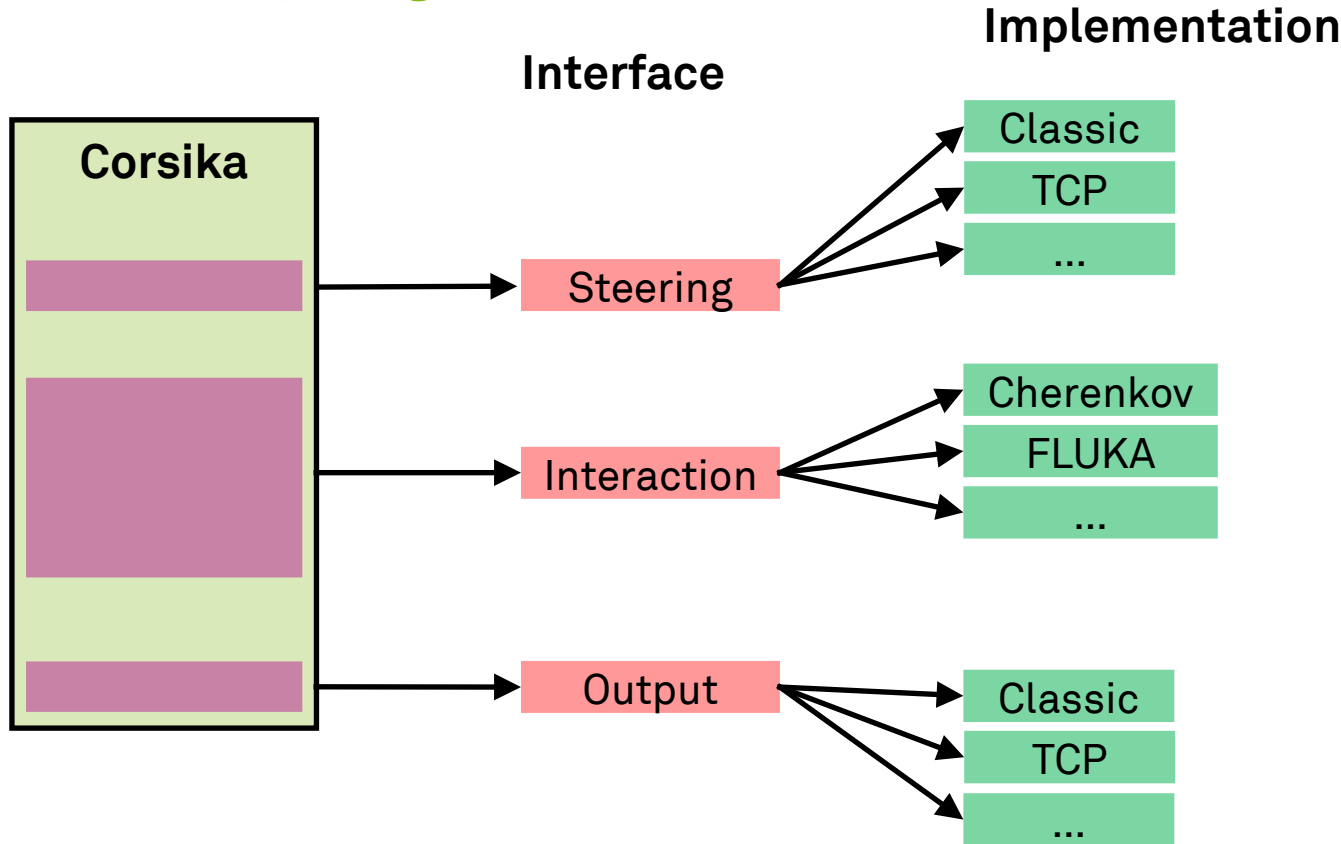 Implementation
Interface
Corsika
Classic
TCP
...
Steering
Cherenkov
FLUKA
...
Interaction
Output
Classic
TCP
...